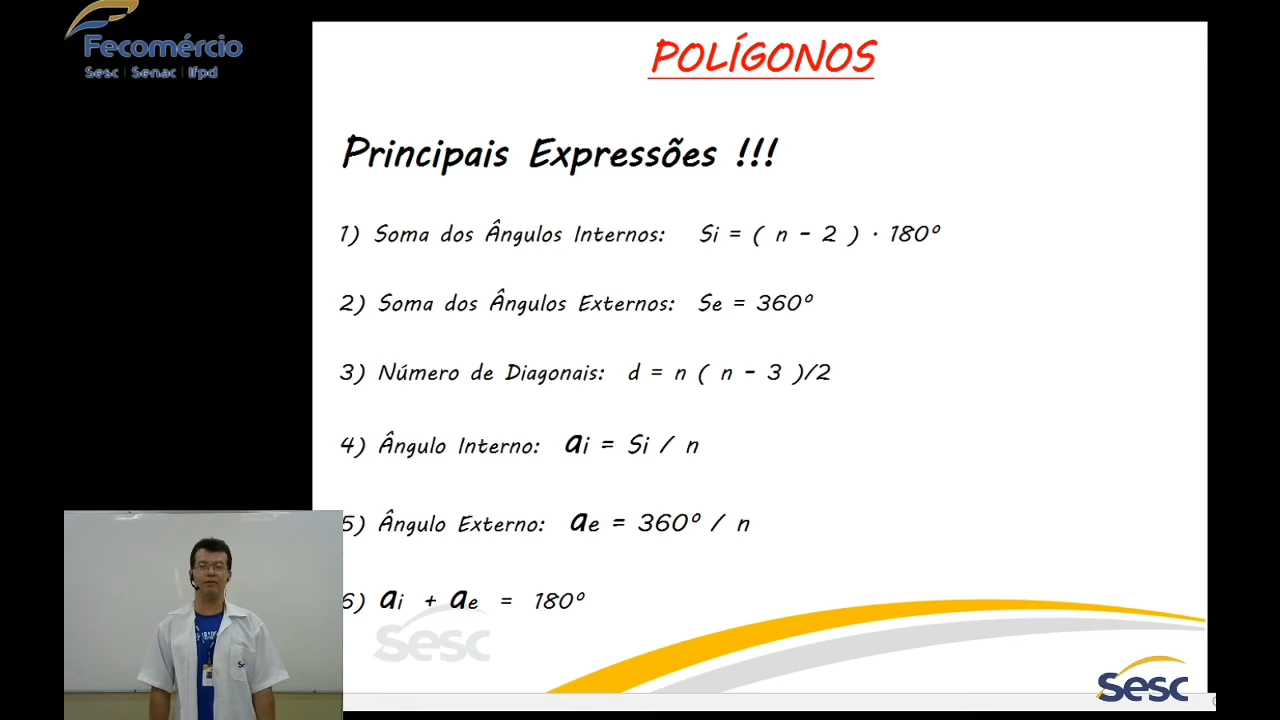 Fecomércio
Sesc | Senac | Ifpd
POLÍGONOS
Principais Expressões !!!
1) Soma dos Ângulos Internos: Si = ( n - 2 ) · 180º
2) Soma dos Ângulos Externos: Se = 360º
3) Número de Diagonais: d = n ( n - 3 )/2
4) Ângulo Interno: ai = Si / n
5) Ângulo Externo: ae = 360º / n
6) ai + ae = 180º
Sesc
Sesc